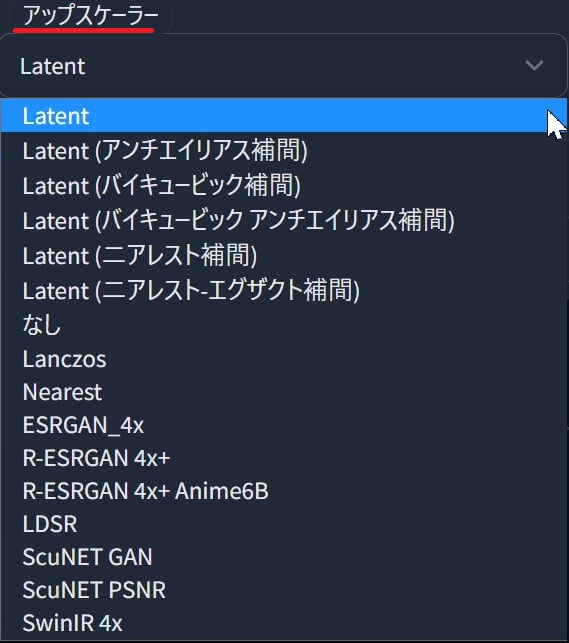 アップスケーラー
Latent
Latent
Latent (アンチエイリアス補間)
Latent (バイキュービック補間)
Latent (バイキュービック アンチエイリアス補間)
Latent (ニアレスト補間)
Latent (ニアレスト-エグザクト補間)
なし
Lanczos
Nearest
ESRGAN_4x
R-ESRGAN 4x+
R-ESRGAN 4x+ Anime6B
LDSR
ScuNET GAN
ScuNET PSNR
SwinIR 4x